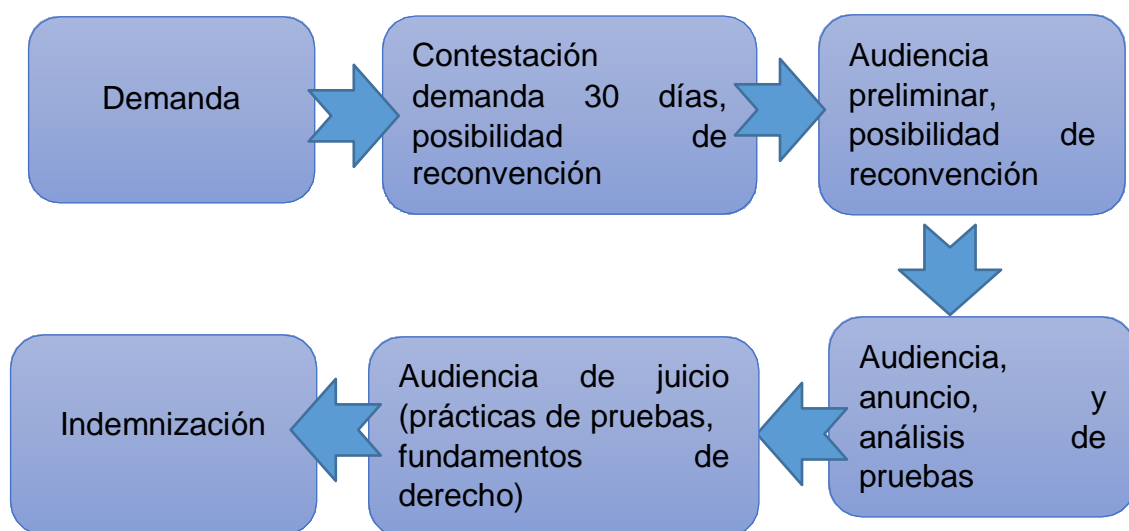 Demanda
Contestación
demanda 30 días,
posibilidad de
reconvención
Audiencia
preliminar,
posibilidad de
reconvención
Audiencia,
anuncio, y
análisis de
pruebas
Audiencia de juicio
(prácticas de pruebas,
fundamentos de
derecho)
Indemnización